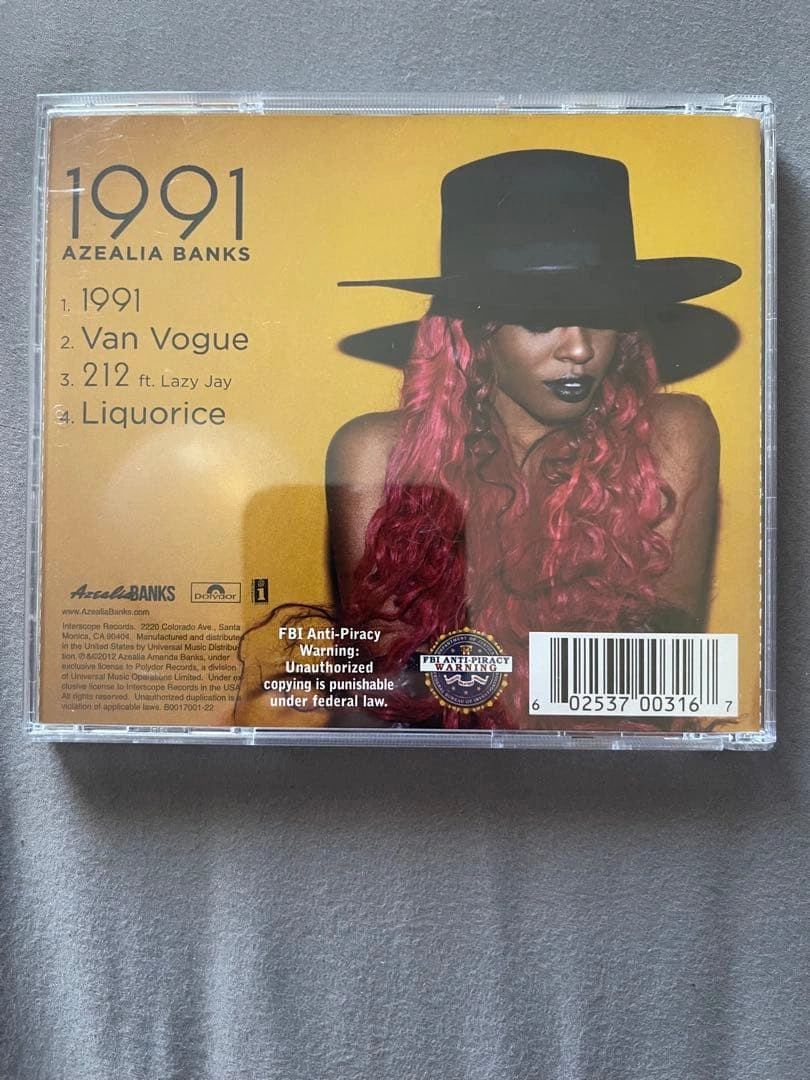 1991
AZEALIA BANKS
1. 1991
2. Van Vogue
3. 212 ft. Lazy Jay
4. Liquorice
AzealiaBANKS
Polydor
i
www.AzealiaBanks.com
Interscope Records. 2220 Colorado Ave., Santa
Monica, CA 90404. Manufactured and distributed
in the United States by Universal Music Distribu-
tion. ℗&©2012 Azealia Amanda Banks, under
exclusive license to Polydor Records, a division
of Universal Music Operations Limited. Under ex
clusive license to Interscope Records in the USA
All rights reserved. Unauthorized duplication is a
violation of applicable laws. B0017001-22
FBI Anti-Piracy
Warning:
Unauthorized
copying is punishable
under federal law.
FBI ANTI-PIRACY
WARNING
6 02537 00316 7